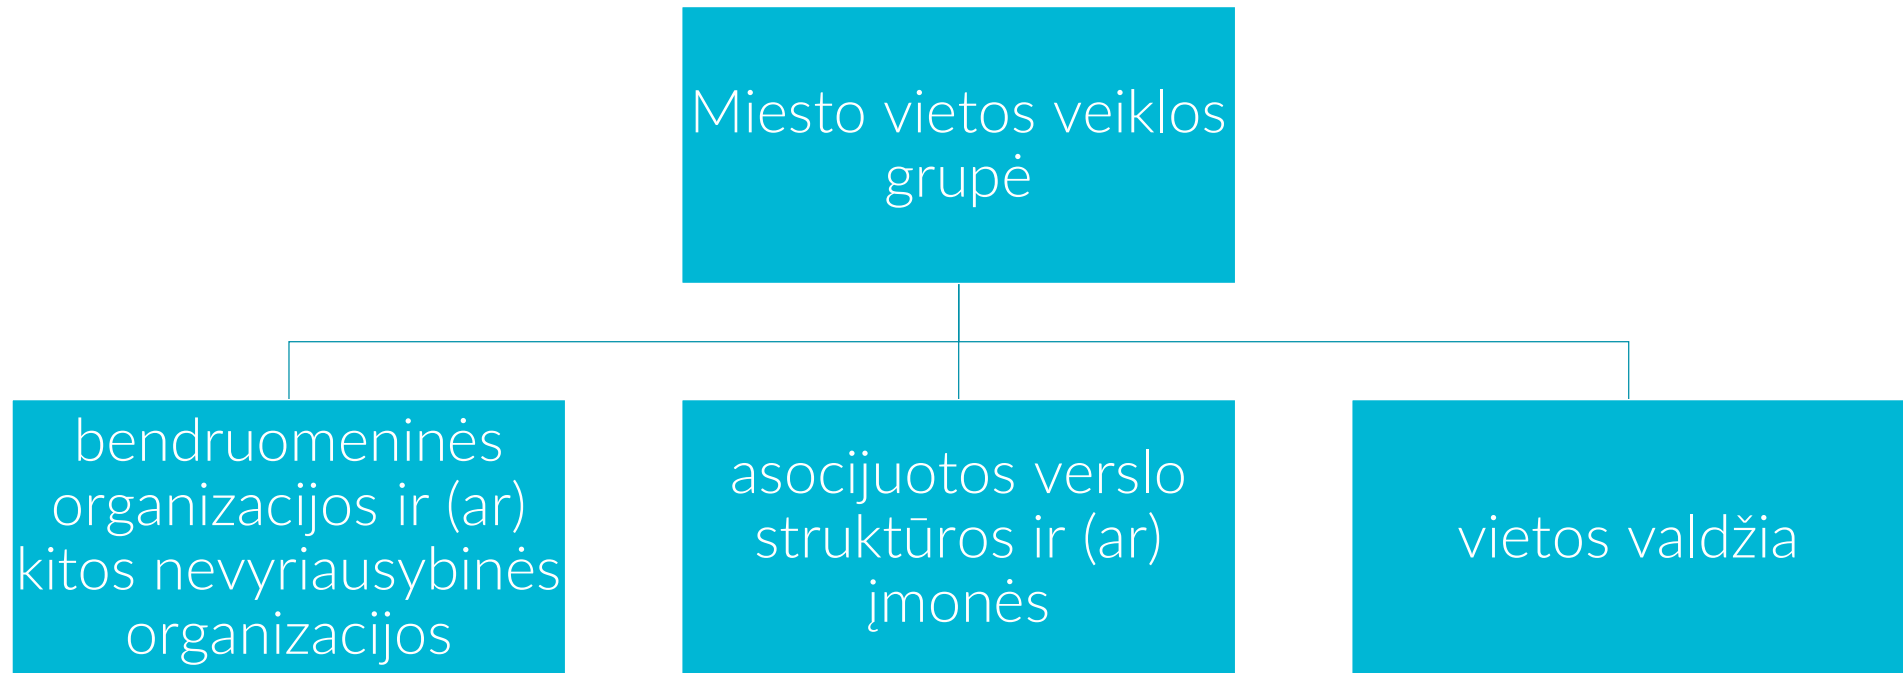 Miesto vietos veiklos
grupė
bendruomeninės
organizacijos ir (ar)
kitos nevyriausybinės
organizacijos
asocijuotos verslo
struktūros ir (ar)
įmonės
vietos valdžia